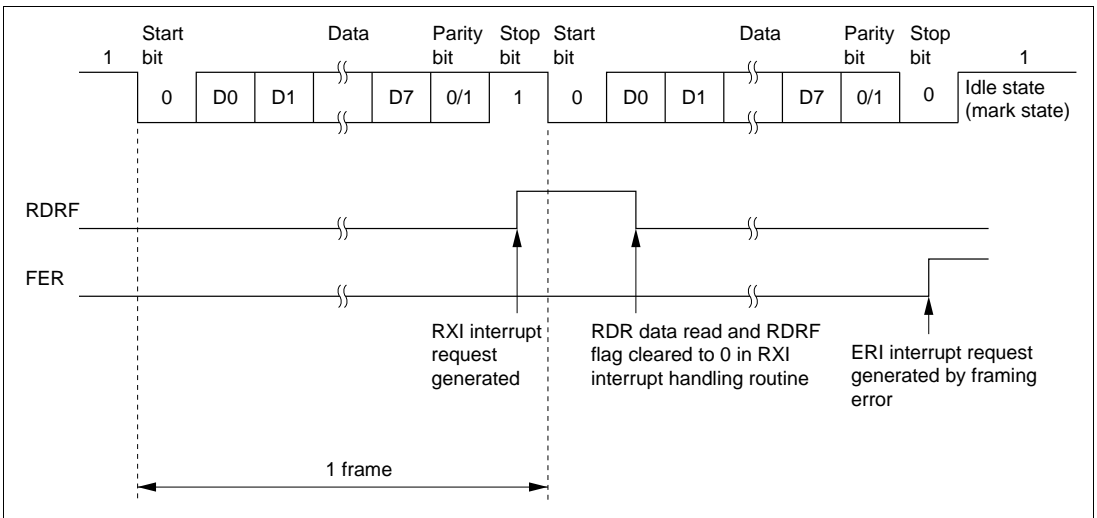 Start bit
Data
Parity bit
Stop bit
Start bit
Data
Parity bit
Stop bit
1
1
0
D0
D1
D7
0/1
1
0
D0
D1
D7
0/1
0
Idle state
(mark state)
RDRF
FER
RXI interrupt
request
generated
RDR data read and RDRF
flag cleared to 0 in RXI
interrupt handling routine
ERI interrupt request
generated by framing
error
1 frame